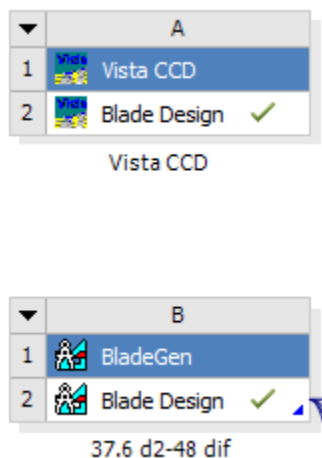 A
1 Vista CCD
2 Blade Design
Vista CCD
B
1 BladeGen
2 Blade Design
37.6 d2-48 dif